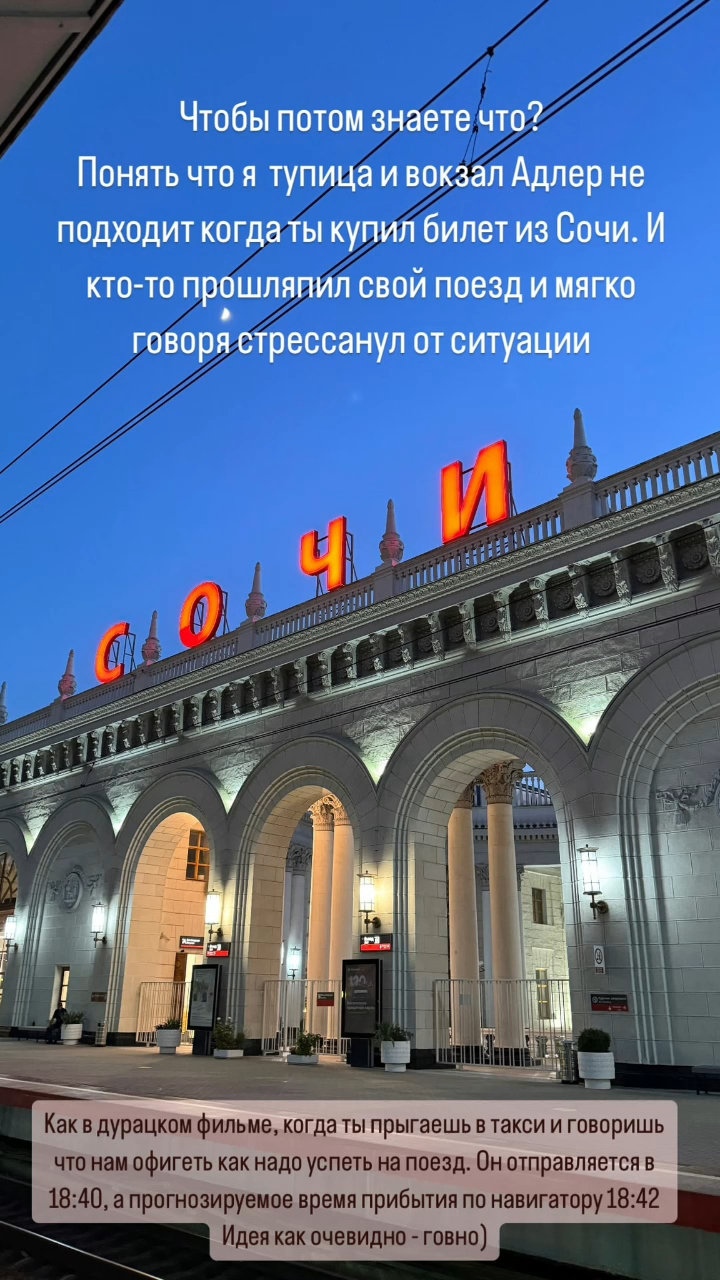 Чтобы потом знаете что?
Понять что я тупица и вокзал Адлер не
подходит когда ты купил билет из Сочи. И
кто-то прошляпил свой поезд и мягко
говоря стрессанул от ситуации
СОЧИ
Как в дурацком фильме, когда ты прыгаешь в такси и говоришь
что нам офигеть как надо успеть на поезд. Он отправляется в
18:40, а прогнозируемое время прибытия по навигатору 18:42
Идея как очевидно - говно)